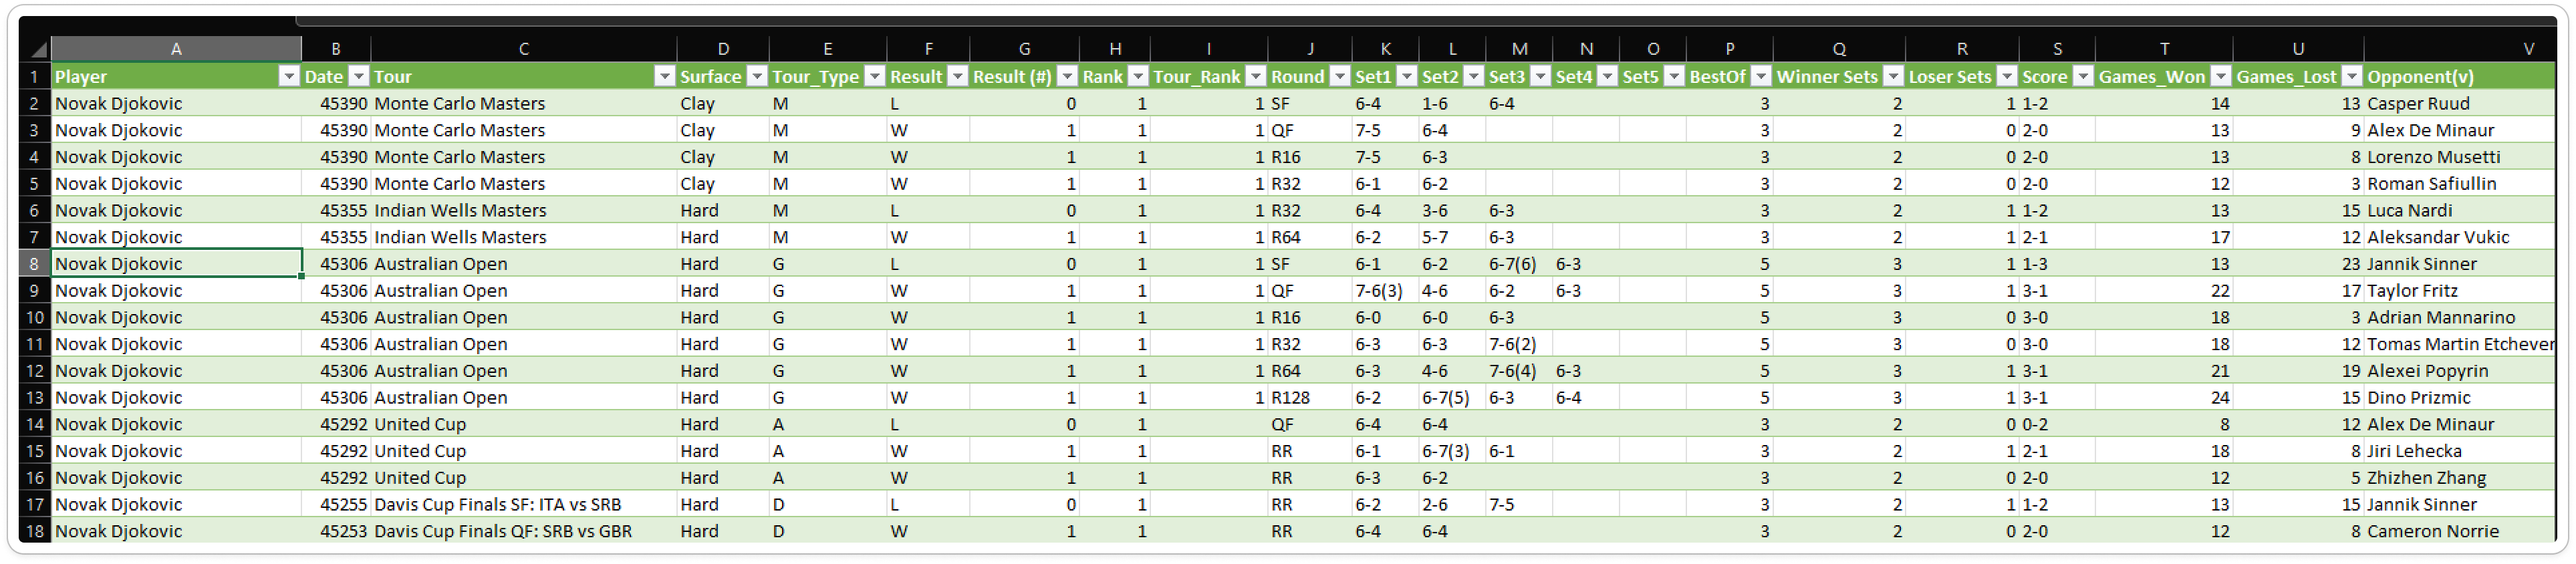 A B C D E F G H I J K L M N O P Q R S T U V
1 Player Date Tour Surface Tour_Type Result Result (#) Rank Tour_Rank Round Set1 Set2 Set3 Set4 Set5 BestOf Winner Sets Loser Sets Score Games_Won Games_Lost Opponent(v)
2 Novak Djokovic 45390 Monte Carlo Masters Clay M L 0 1 1 SF 6-4 1-6 6-4 3 2 1 1-2 14 13 Casper Ruud
3 Novak Djokovic 45390 Monte Carlo Masters Clay M W 1 1 1 QF 7-5 6-4 3 2 0 2-0 13 9 Alex De Minaur
4 Novak Djokovic 45390 Monte Carlo Masters Clay M W 1 1 1 R16 7-5 6-3 3 2 0 2-0 13 8 Lorenzo Musetti
5 Novak Djokovic 45390 Monte Carlo Masters Clay M W 1 1 1 R32 6-1 6-2 3 2 0 2-0 12 3 Roman Safiullin
6 Novak Djokovic 45355 Indian Wells Masters Hard M L 0 1 1 R32 6-4 3-6 6-3 3 2 1 1-2 13 15 Luca Nardi
7 Novak Djokovic 45355 Indian Wells Masters Hard M W 1 1 1 R64 6-2 5-7 6-3 3 2 1 2-1 17 12 Aleksandar Vukic
8 Novak Djokovic 45306 Australian Open Hard G L 0 1 1 SF 6-1 6-2 6-7(6) 6-3 5 3 1 1-3 13 23 Jannik Sinner
9 Novak Djokovic 45306 Australian Open Hard G W 1 1 1 QF 7-6(3) 4-6 6-2 6-3 5 3 1 3-1 22 17 Taylor Fritz
10 Novak Djokovic 45306 Australian Open Hard G W 1 1 1 R16 6-0 6-0 6-3 5 3 0 3-0 18 3 Adrian Mannarino
11 Novak Djokovic 45306 Australian Open Hard G W 1 1 1 R32 6-3 6-3 7-6(2) 5 3 0 3-0 18 12 Tomas Martin Etchever
12 Novak Djokovic 45306 Australian Open Hard G W 1 1 1 R64 6-3 4-6 7-6(4) 6-3 5 3 1 3-1 21 19 Alexei Popyrin
13 Novak Djokovic 45306 Australian Open Hard G W 1 1 1 R128 6-2 6-7(5) 6-3 6-4 5 3 1 3-1 24 15 Dino Prizmic
14 Novak Djokovic 45292 United Cup Hard A L 0 1 QF 6-4 6-4 3 2 0 0-2 8 12 Alex De Minaur
15 Novak Djokovic 45292 United Cup Hard A W 1 1 RR 6-1 6-7(3) 6-1 3 2 1 2-1 18 8 Jiri Lehecka
16 Novak Djokovic 45292 United Cup Hard A W 1 1 RR 6-3 6-2 3 2 0 2-0 12 5 Zhizhen Zhang
17 Novak Djokovic 45255 Davis Cup Finals SF: ITA vs SRB Hard D L 0 1 RR 6-2 2-6 7-5 3 2 1 1-2 13 15 Jannik Sinner
18 Novak Djokovic 45253 Davis Cup Finals QF: SRB vs GBR Hard D W 1 1 RR 6-4 6-4 3 2 0 2-0 12 8 Cameron Norrie